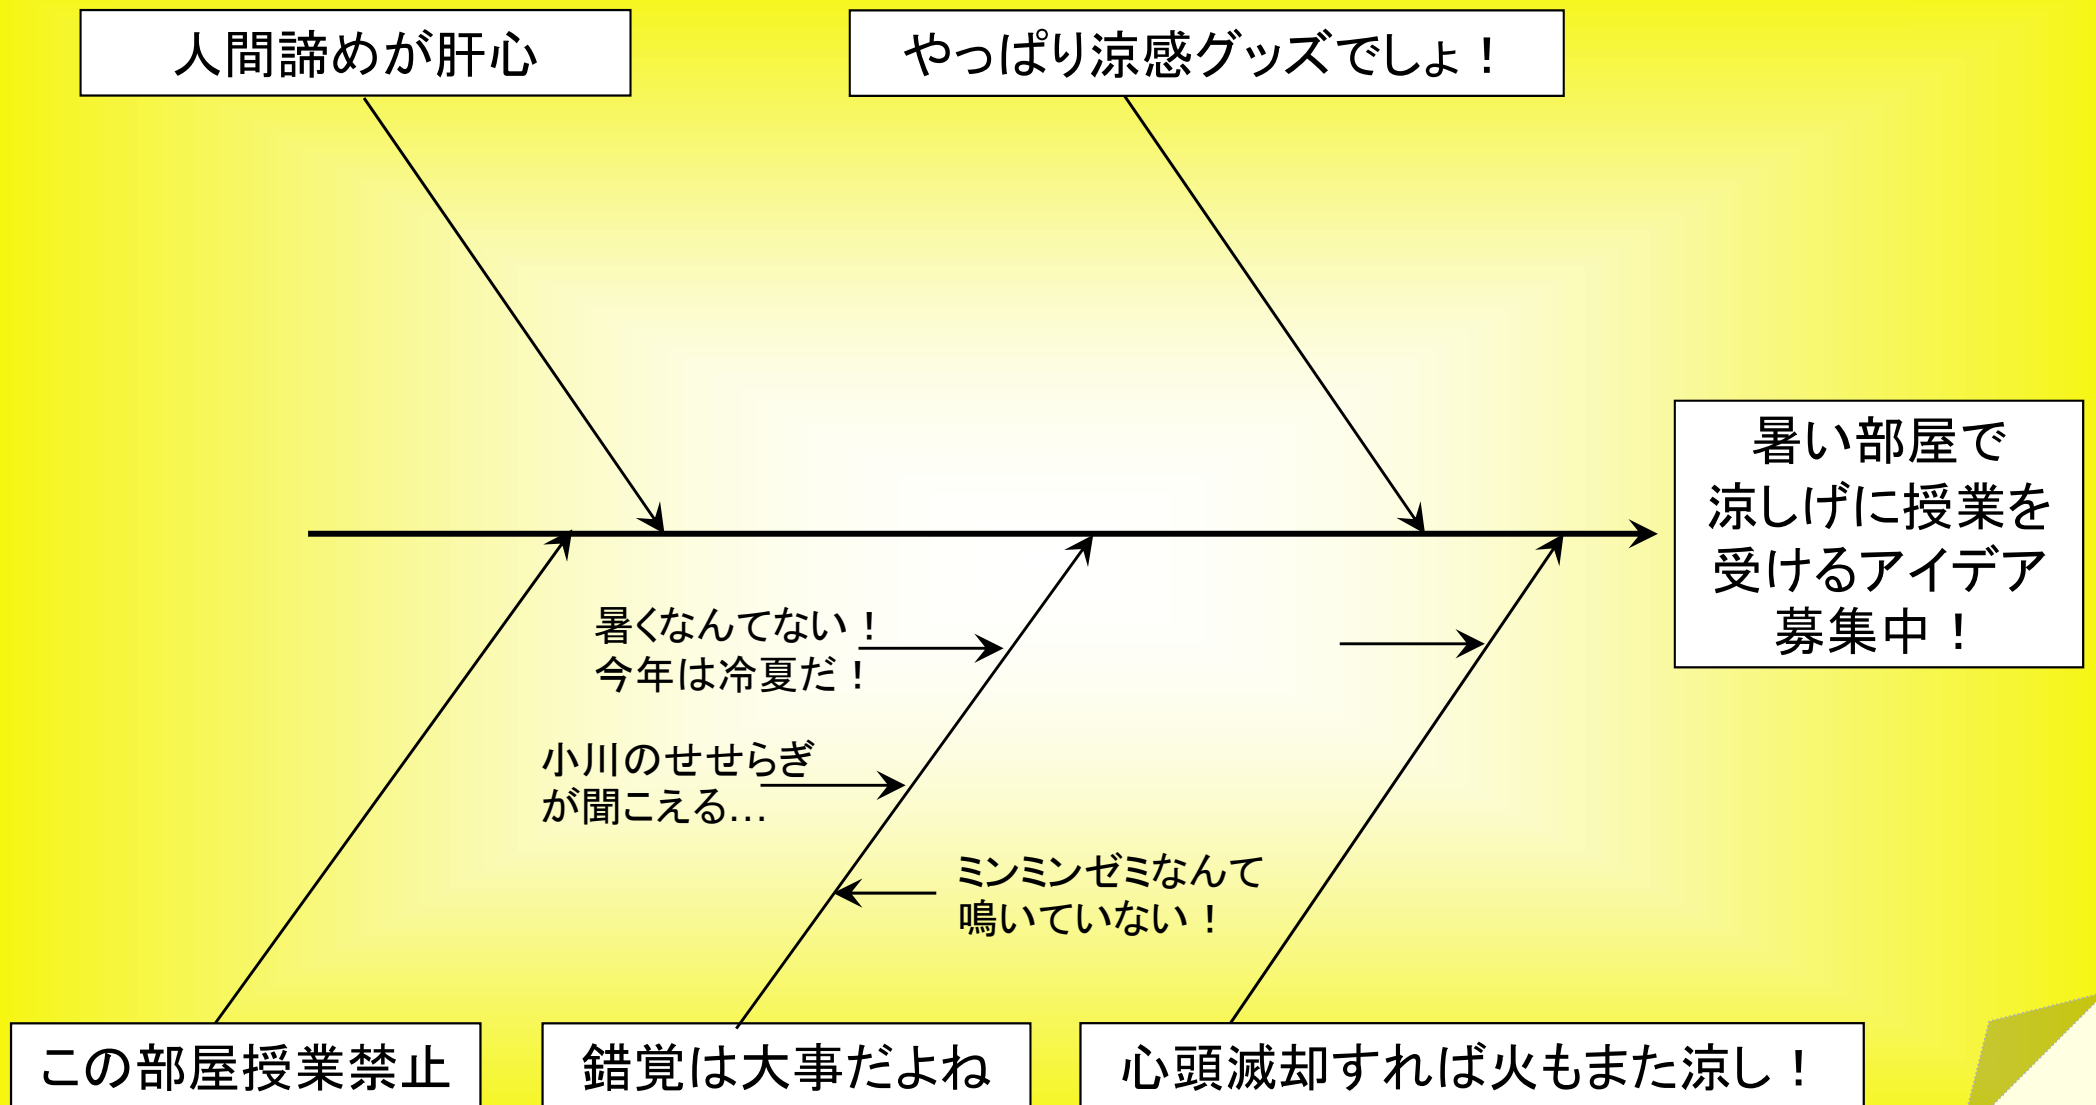 人間諦めが肝心
やっぱり涼感グッズでしょ！
暑い部屋で
涼しげに授業を
受けるアイデア
募集中！
暑くなんてない！
今年は冷夏だ！
小川のせせらぎ
が聞こえる…
ミンミンゼミなんて
鳴いていない！
この部屋授業禁止
錯覚は大事だよね
心頭滅却すれば火もまた涼し！